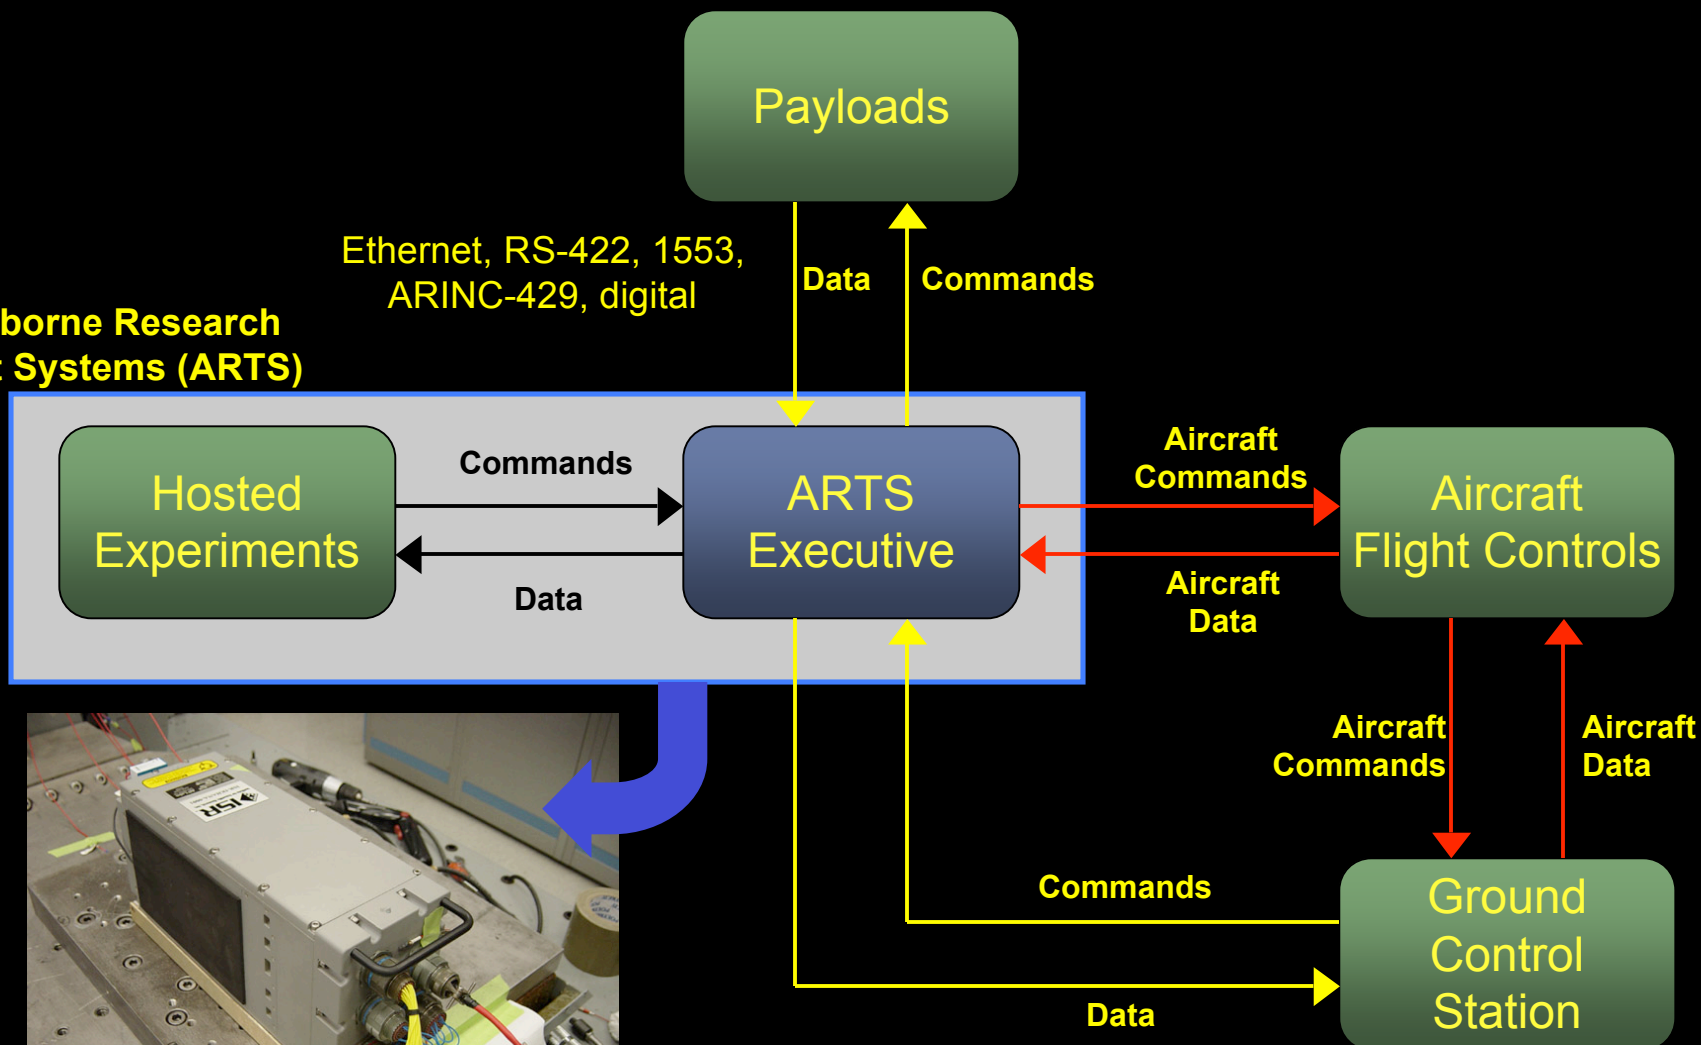 Payloads
Ethernet, RS-422, 1553,
ARINC-429, digital
Data
Commands
borne Research
t Systems (ARTS)
Hosted
Experiments
Commands
Data
ARTS
Executive
Aircraft
Commands
Aircraft
Data
Aircraft
Flight Controls
Aircraft
Commands
Aircraft
Data
ISR
Commands
Data
Ground
Control
Station